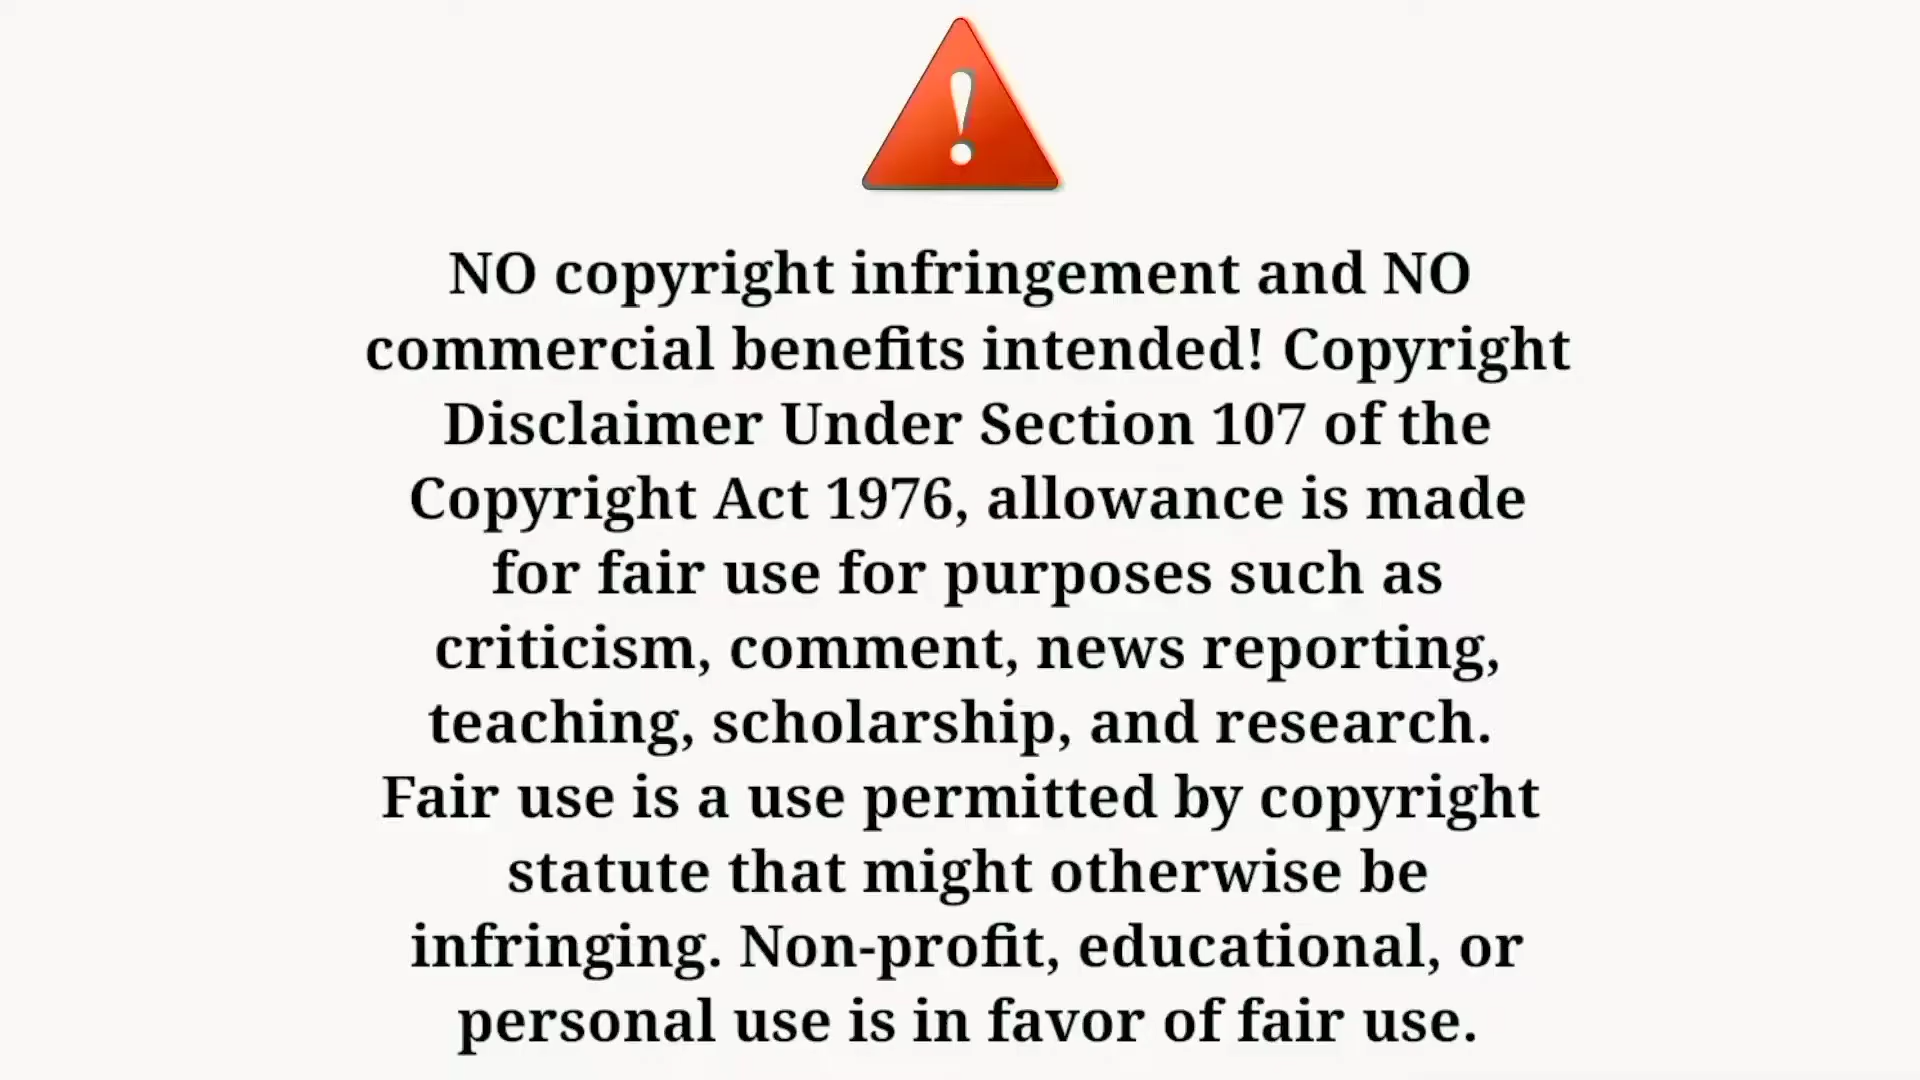 NO copyright infringement and NO
commercial benefits intended! Copyright
Disclaimer Under Section 107 of the
Copyright Act 1976, allowance is made
for fair use for purposes such as
criticism, comment, news reporting,
teaching, scholarship, and research.
Fair use is a use permitted by copyright
statute that might otherwise be
infringing. Non-profit, educational, or
personal use is in favor of fair use.